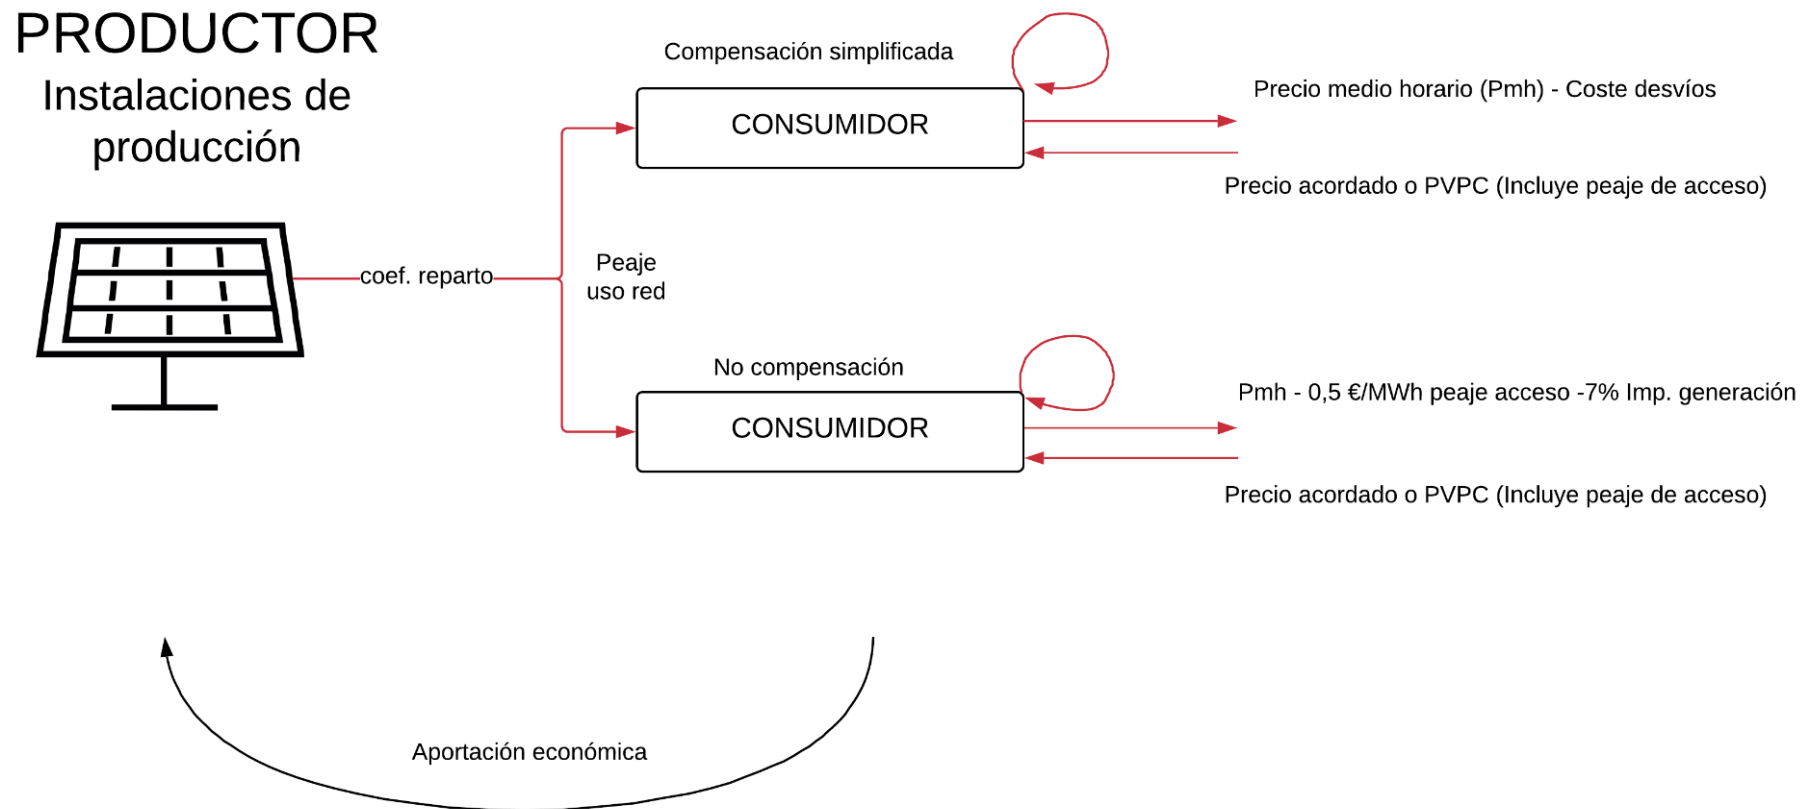 PRODUCTOR
Instalaciones de
producción
Compensación simplificada
CONSUMIDOR
Precio medio horario (Pmh) - Coste desvíos
Precio acordado o PVPC (Incluye peaje de acceso)
coef. reparto
Peaje
uso red
No compensación
CONSUMIDOR
Pmh - 0,5 €/MWh peaje acceso -7% Imp. generación
Precio acordado o PVPC (Incluye peaje de acceso)
Aportación económica